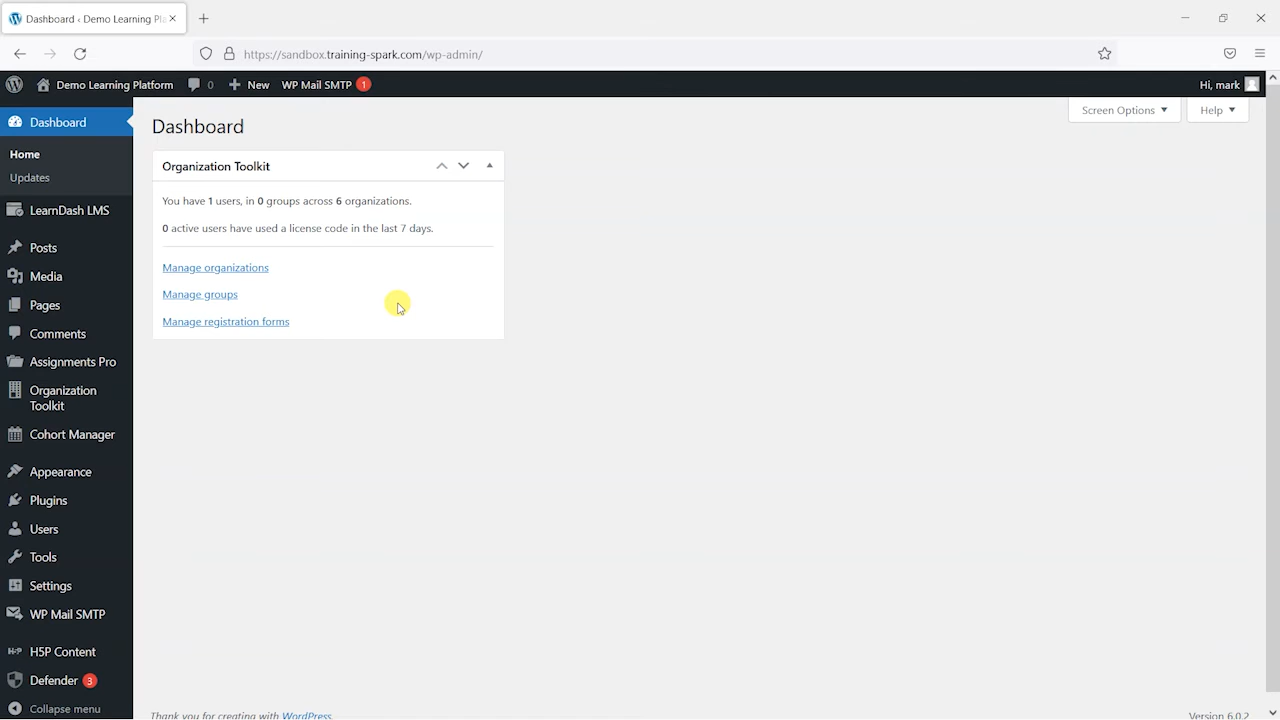 Dashboard ‹ Demo Learning Pla
https://sandbox.training-spark.com/wp-admin/
Demo Learning Platform
0
New
WP Mail SMTP
1
Hi, mark
Dashboard
Home
Updates
LearnDash LMS
Posts
Media
Pages
Comments
Assignments Pro
Organization
Toolkit
Cohort Manager
Appearance
Plugins
Users
Tools
Settings
WP Mail SMTP
H5P Content
Defender 3
Collapse menu
Screen Options
Help
Dashboard
Organization Toolkit
You have 1 users, in 0 groups across 6 organizations.
0 active users have used a license code in the last 7 days.
Manage organizations
Manage groups
Manage registration forms
Thank you for creating with WordPress.
Version 6.0.2